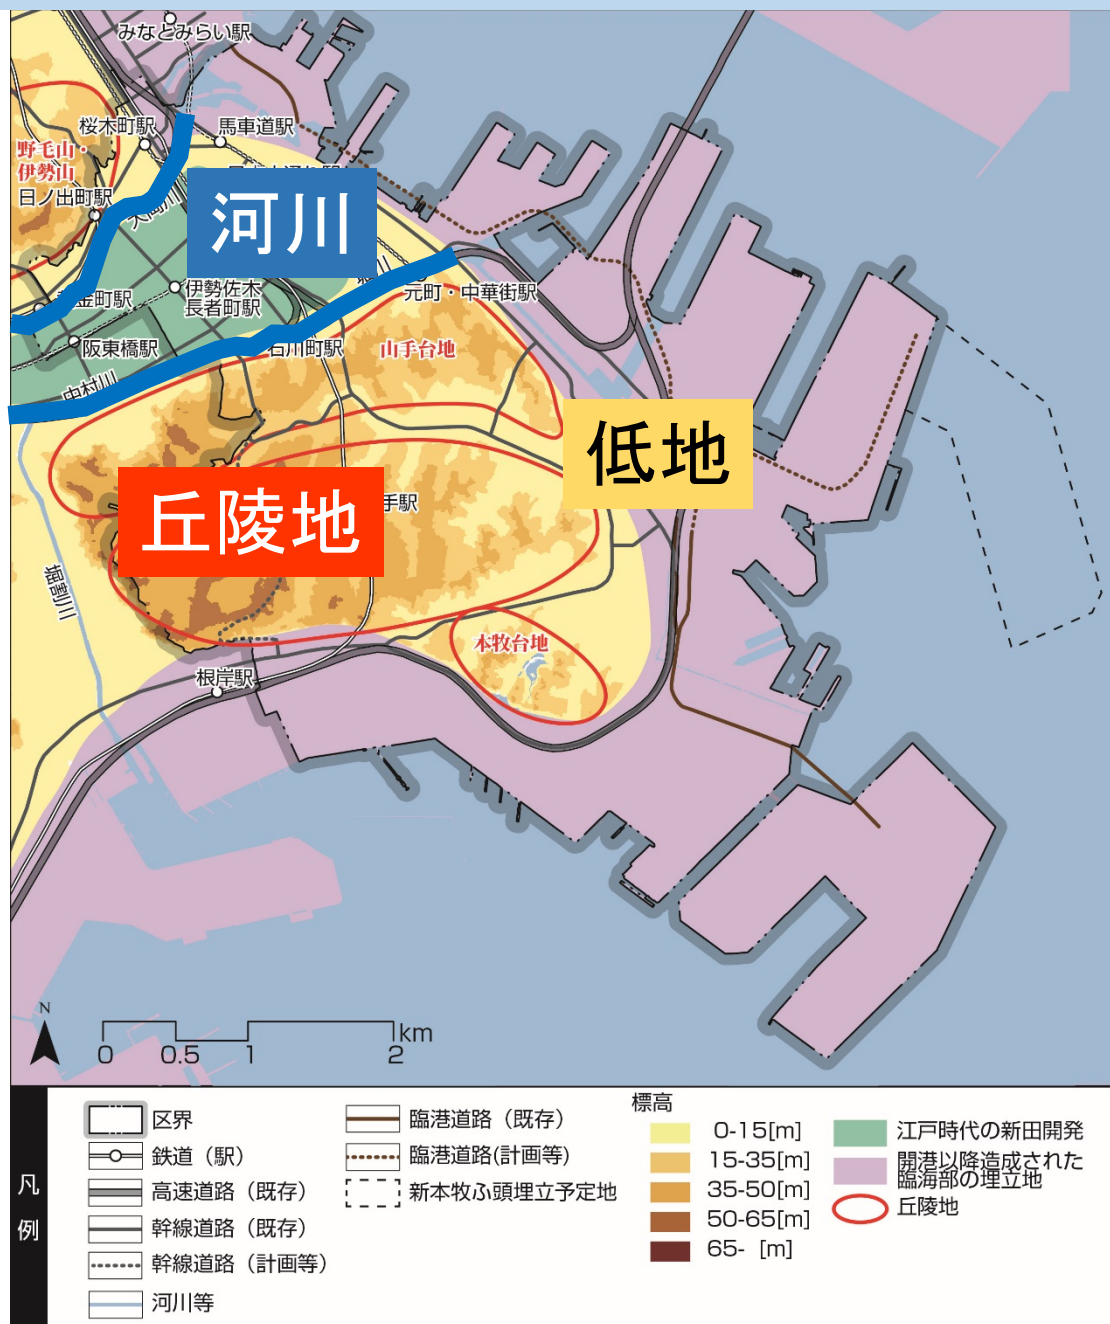 みなとみらい駅
桜木町駅
馬車道駅
野毛山・
伊勢山
日ノ出町駅
河川
伊勢佐木
長者町駅
元町・中華街駅
金町駅
阪東橋駅
石川町駅
山手台地
中村川
低地
丘陵地
手駅
堀割川
本牧台地
根岸駅
N
km
0 0.5 1 2
凡例
区界
鉄道（駅）
高速道路（既存）
幹線道路（既存）
幹線道路（計画等）
河川等
臨港道路（既存）
臨港道路(計画等)
新本牧ふ頭埋立予定地
標高
0-15[m]
15-35[m]
35-50[m]
50-65[m]
65- [m]
江戸時代の新田開発
開港以降造成された
臨海部の埋立地
丘陵地